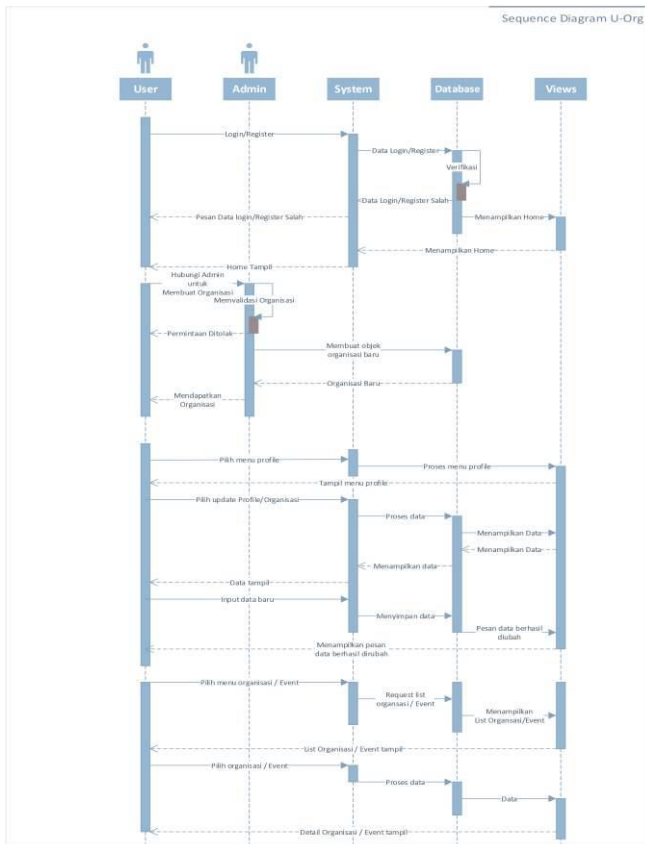 Sequence Diagram U-Org
User Admin System Database Views
Login/Register
Data Login/Register
Verifikasi
Data Login/Register Salah
Pesan Data login/Register Salah
Menampilkan Home
Menampilkan Home
Home Tampil
Hubungi Admin
untuk
Membuat Organisasi
Memvalidasi Organisasi
Permintaan Ditolak
Membuat objek
organisasi baru
Organisasi Baru
Mendapatkan
Organisasi
Pilih menu profile
Proses menu profile
Tampil menu profile
Pilih update Profile/Organisasi
Proses data
Menampilkan Data
Menampilkan Data
Menampilkan data
Data tampil
Input data baru
Menyimpan data
Pesan data berhasil
diubah
Menampilkan pesan
data berhasil dirubah
Pilih menu organisasi / Event
Request list
organsasi / Event
Menampilkan
List Organsasi/Event
List Organisasi / Event tampil
Pilih organisasi / Event
Proses data
Data
Detail Organisasi / Event tampil